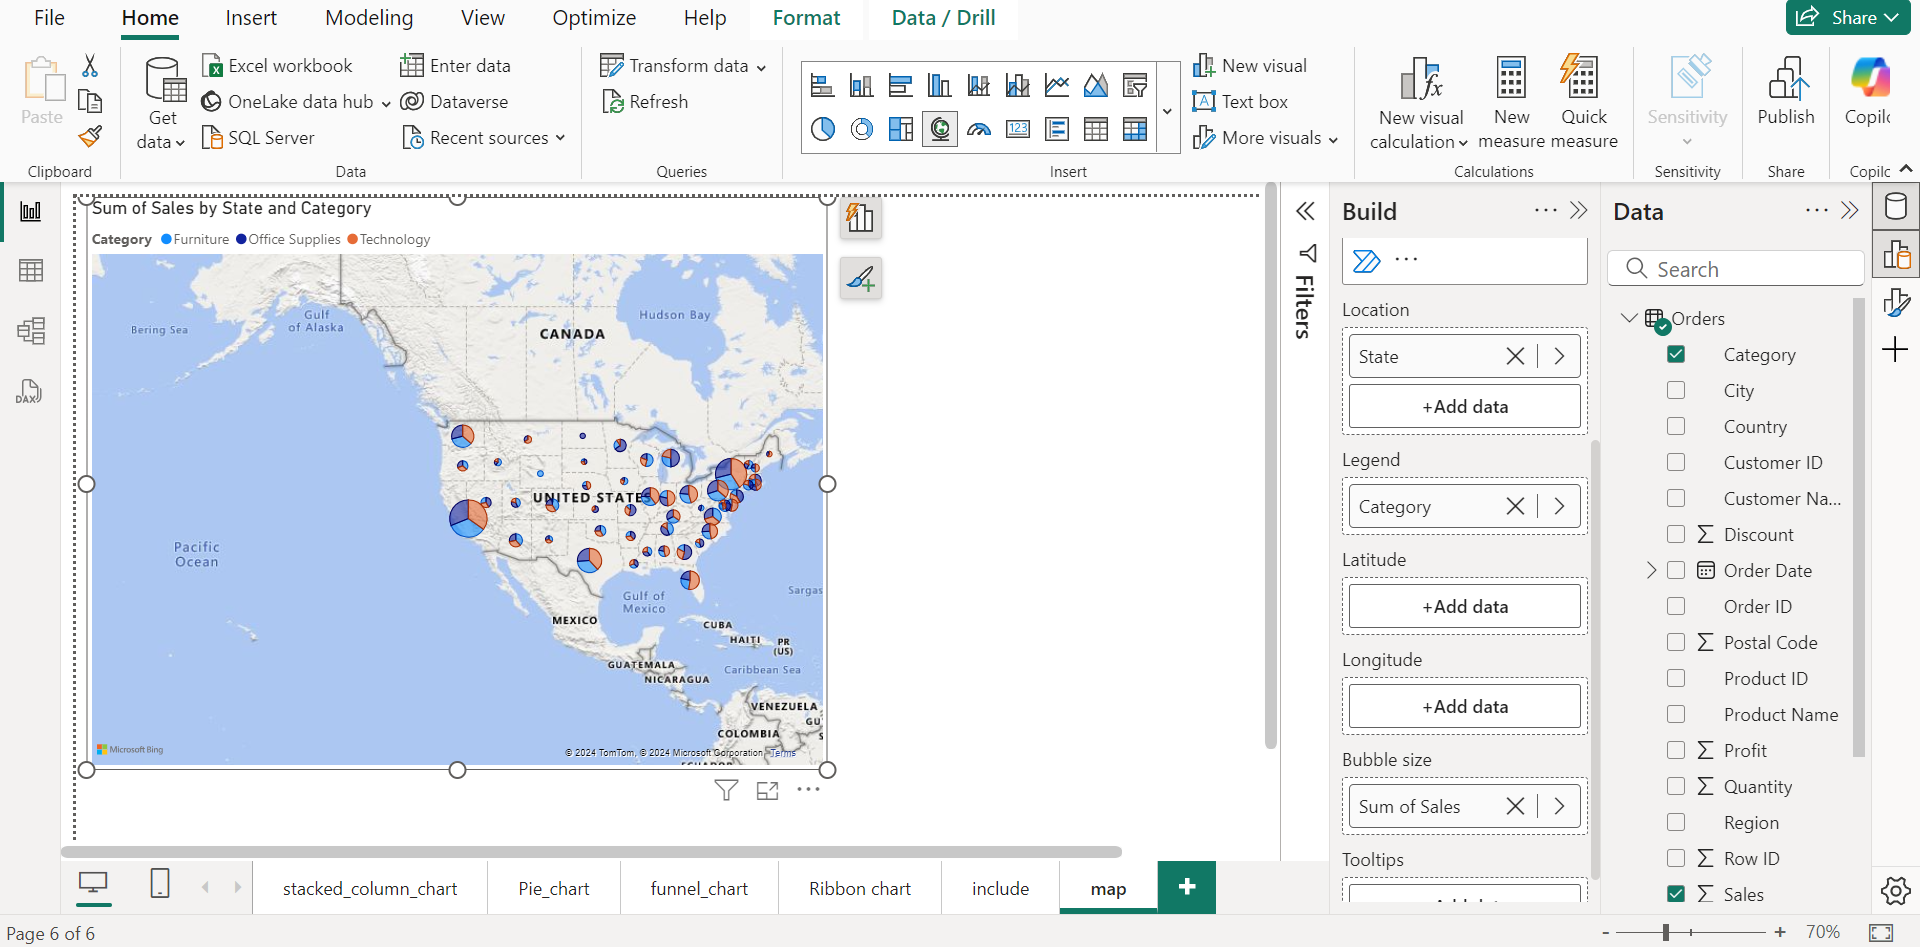 File Home Insert Modeling View Optimize Help Format Data / Drill Share
Paste
Clipboard
Get data
Excel workbook
OneLake data hub
SQL Server
Enter data
Dataverse
Recent sources
Data
Transform data
Refresh
Queries
New visual
Text box
More visuals
Insert
New visual calculation
New measure
Quick measure
Calculations
Sensitivity
Sensitivity
Publish
Share
Copilc
Copilc
Sum of Sales by State and Category
Category Furniture Office Supplies Technology
Bering Sea
Gulf of Alaska
Hudson Bay
CANADA
UNITED STATES
Pacific Ocean
Gulf of Mexico
Sargas
MEXICO
CUBA
HAITI
PR (US)
GUATEMALA
NICARAGUA
Caribbean Sea
VENEZUELA
GU
S
COLOMBIA
Microsoft Bing
© 2024 TomTom, © 2024 Microsoft Corporation, Terms
ECUADOR
Filters
Build
Location
State
+Add data
Legend
Category
Latitude
+Add data
Longitude
+Add data
Bubble size
Sum of Sales
Tooltips
Data
Search
Orders
Category
City
Country
Customer ID
Customer Na...
Discount
Order Date
Order ID
Postal Code
Product ID
Product Name
Profit
Quantity
Region
Row ID
Sales
DAX
stacked_column_chart Pie_chart funnel_chart Ribbon chart include map +
Page 6 of 6
- + 70%